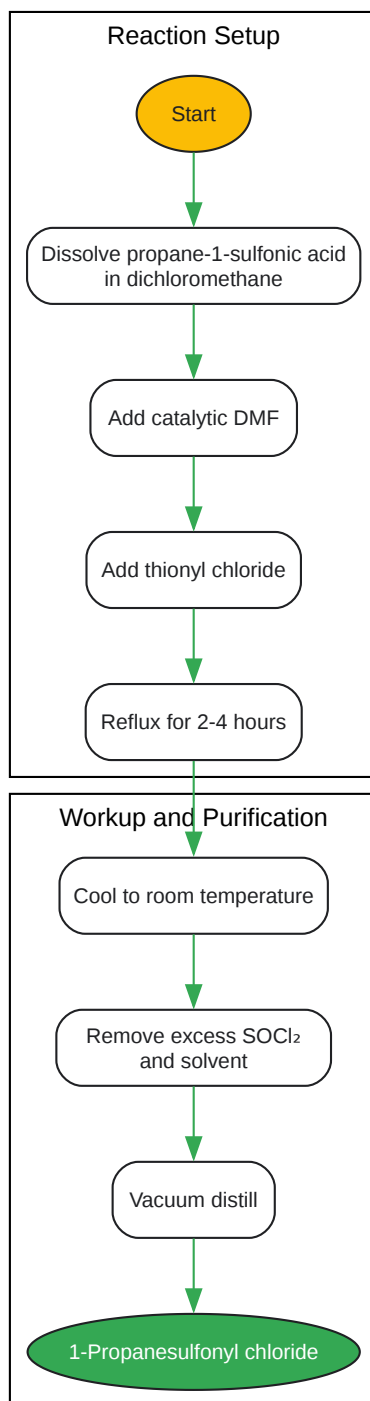 Reaction Setup
Start
Dissolve propane-1-sulfonic acid
in dichloromethane
Add catalytic DMF
Add thionyl chloride
Reflux for 2-4 hours
Workup and Purification
Cool to room temperature
Remove excess SOCl₂
and solvent
Vacuum distill
1-Propanesulfonyl chloride